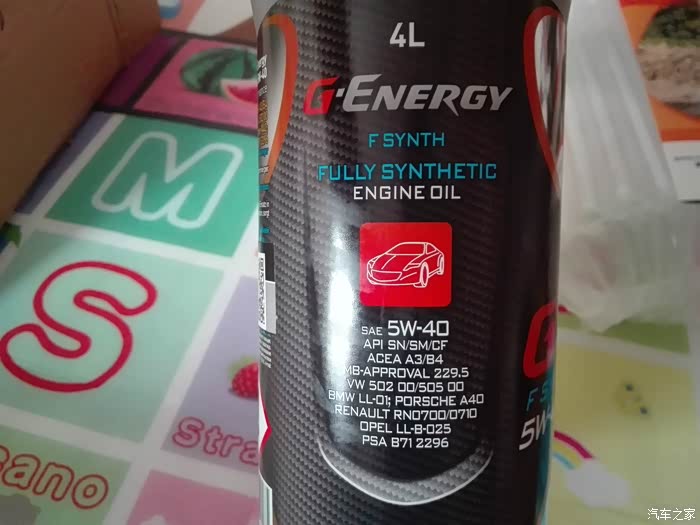 4L
G-ENERGY
F SYNTH
FULLY SYNTHETIC
ENGINE OIL
SAE 5W-40
API SN/SM/CF
ACEA A3/B4
MB-APPROVAL 229.5
VW 502 00/505 00
BMW LL-01; PORSCHE A40
RENAULT RN0700/0710
OPEL LL-B-025
PSA B71 2296
G
F S
5W-
M
S
Stra
ano
汽车之家